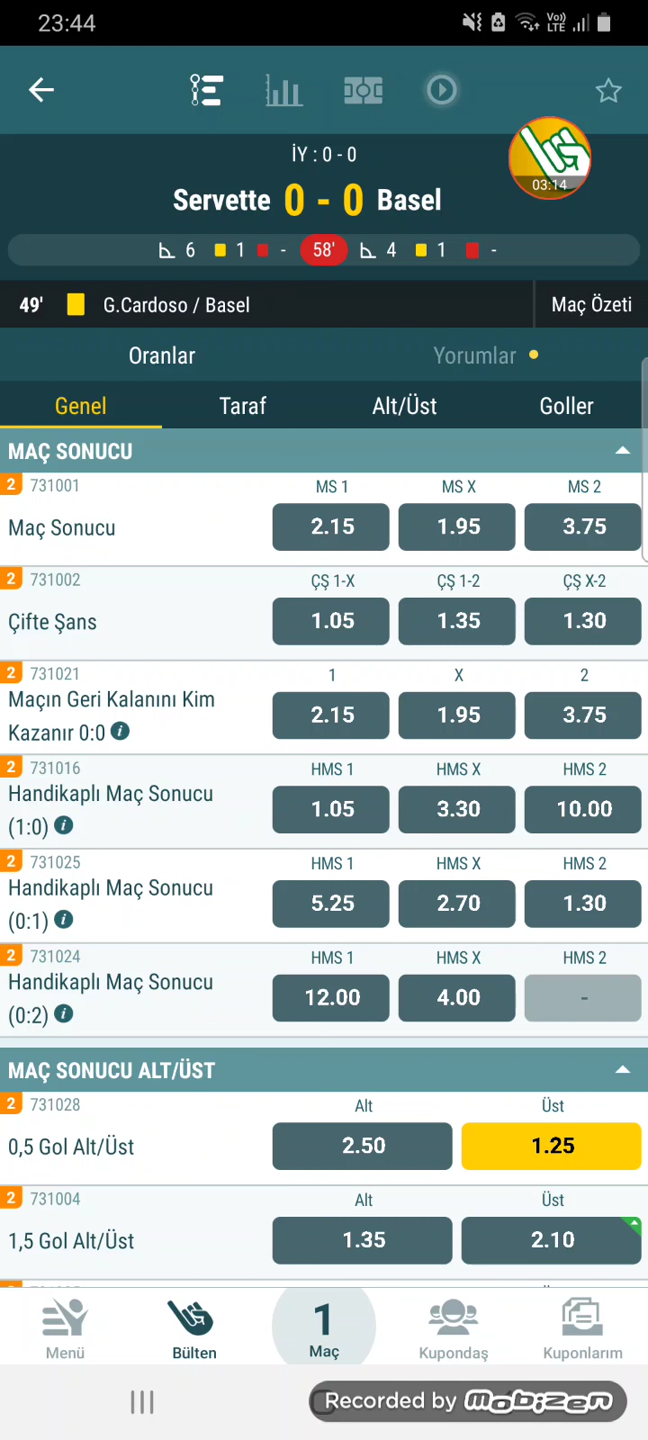 23:44
Vo))
LTE
İY : 0 - 0
03:14
Servette 0 - 0 Basel
6 1 - 58' 4 1 -
49' G.Cardoso / Basel Maç Özeti
Oranlar Yorumlar
Genel Taraf Alt/Üst Goller
MAÇ SONUCU
2 731001 MS 1 MS X MS 2
Maç Sonucu 2.15 1.95 3.75
2 731002 ÇŞ 1-X ÇŞ 1-2 ÇŞ X-2
Çifte Şans 1.05 1.35 1.30
2 731021 1 X 2
Maçın Geri Kalanını Kim
Kazanır 0:0 i 2.15 1.95 3.75
2 731016 HMS 1 HMS X HMS 2
Handikaplı Maç Sonucu
(1:0) i 1.05 3.30 10.00
2 731025 HMS 1 HMS X HMS 2
Handikaplı Maç Sonucu
(0:1) i 5.25 2.70 1.30
2 731024 HMS 1 HMS X HMS 2
Handikaplı Maç Sonucu
(0:2) i 12.00 4.00 -
MAÇ SONUCU ALT/ÜST
2 731028 Alt Üst
0,5 Gol Alt/Üst 2.50 1.25
2 731004 Alt Üst
1,5 Gol Alt/Üst 1.35 2.10
1
Menü Bülten Maç Kupondaş Kuponlarım
Recorded by mobizen